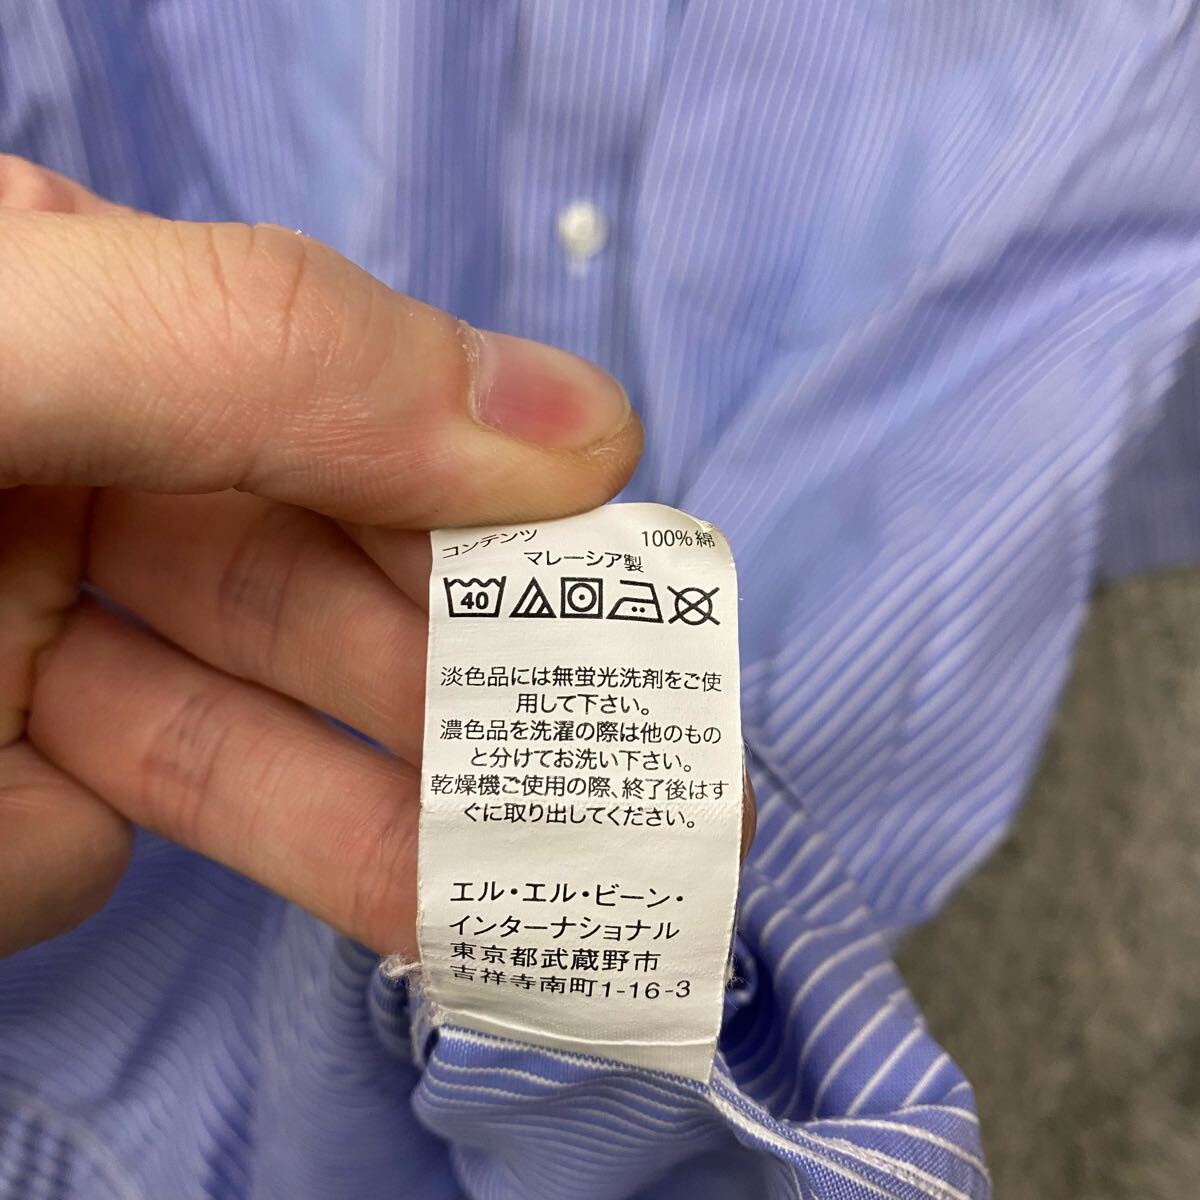 コンテンツ 100%綿
マレーシア製
40
淡色品には無蛍光洗剤をご使
用して下さい。
濃色品を洗濯の際は他のもの
と分けてお洗い下さい。
乾燥機ご使用の際、終了後はす
ぐに取り出してください。
エル・エル・ビーン・
インターナショナル
東京都武蔵野市
吉祥寺南町1-16-3